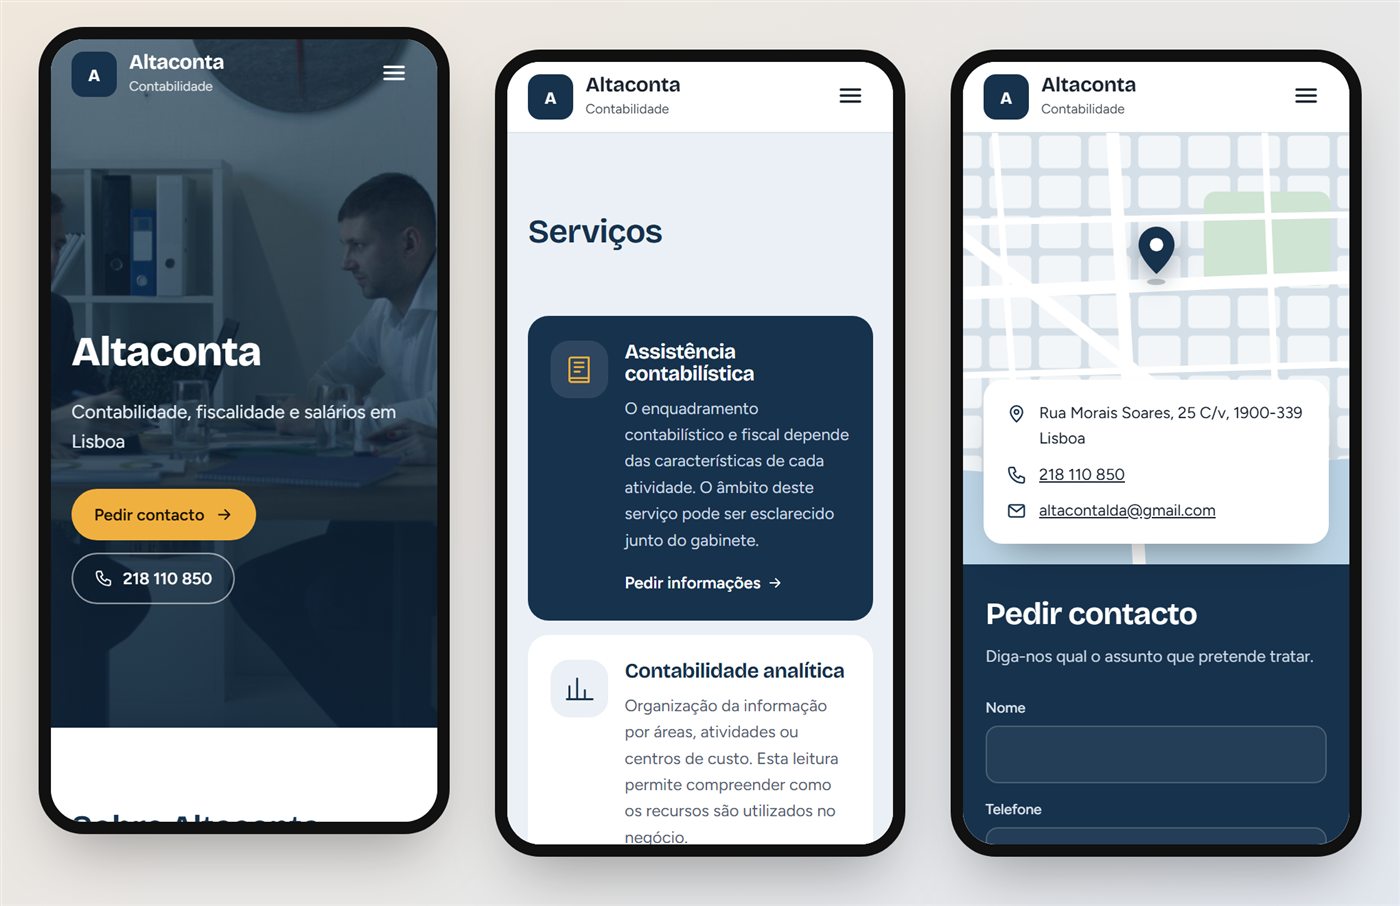 A
Altaconta
Contabilidade
Altaconta
Contabilidade, fiscalidade e salários em
Lisboa
Pedir contacto
218 110 850
Sobre Altaconta
A
Altaconta
Contabilidade
Serviços
Assistência
contabilística
O enquadramento
contabilístico e fiscal depende
das características de cada
atividade. O âmbito deste
serviço pode ser esclarecido
junto do gabinete.
Pedir informações
Contabilidade analítica
Organização da informação
por áreas, atividades ou
centros de custo. Esta leitura
permite compreender como
os recursos são utilizados no
negócio.
A
Altaconta
Contabilidade
Rua Morais Soares, 25 C/v, 1900-339
Lisboa
218 110 850
altacontalda@gmail.com
Pedir contacto
Diga-nos qual o assunto que pretende tratar.
Nome
Telefone